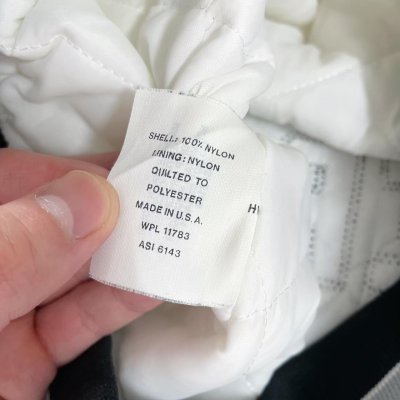 SHELL: 100% NYLON
LINING: NYLON
QUILTED TO
POLYESTER
MADE IN U.S.A.
WPL 11783
ASI 6143